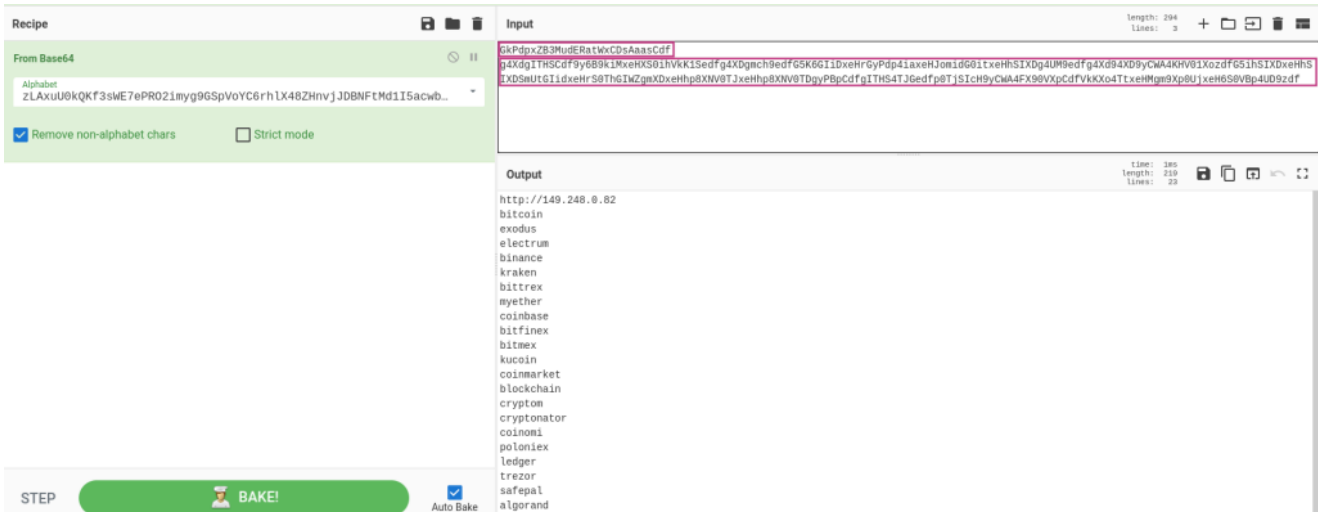 Recipe
From Base64
Alphabet
zLAxuU0kQKf3sWE7ePRO2imyg9GSpVoYC6rhlX48ZHnvjJDBNFtMd1I5acwb…
Remove non-alphabet chars
Strict mode
STEP
BAKE!
Auto Bake
Input
length: 294
lines: 3
GkPdpxZB3MudERatWxCDsAaasCdf
Output
time: 1ms
length: 219
lines: 23
http://149.248.0.82
bitcoin
exodus
electrum
binance
kraken
bittrex
myether
coinbase
bitfinex
bitmex
kucoin
coinmarket
blockchain
cryptom
cryptonator
coinomi
poloniex
ledger
trezor
safepal
algorand